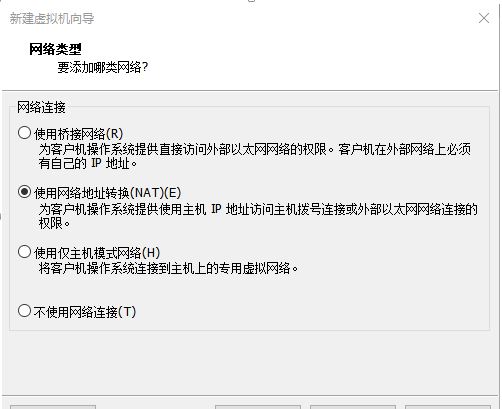 新建虚拟机向导
网络类型
要添加哪类网络?
网络连接
使用桥接网络(R)
为客户机操作系统提供直接访问外部以太网网络的权限。客户机在外部网络上必须
有自己的 IP 地址。
使用网络地址转换(NAT)(E)
为客户机操作系统提供使用主机 IP 地址访问主机拨号连接或外部以太网网络连接的
权限。
使用仅主机模式网络(H)
将客户机操作系统连接到主机上的专用虚拟网络。
不使用网络连接(T)